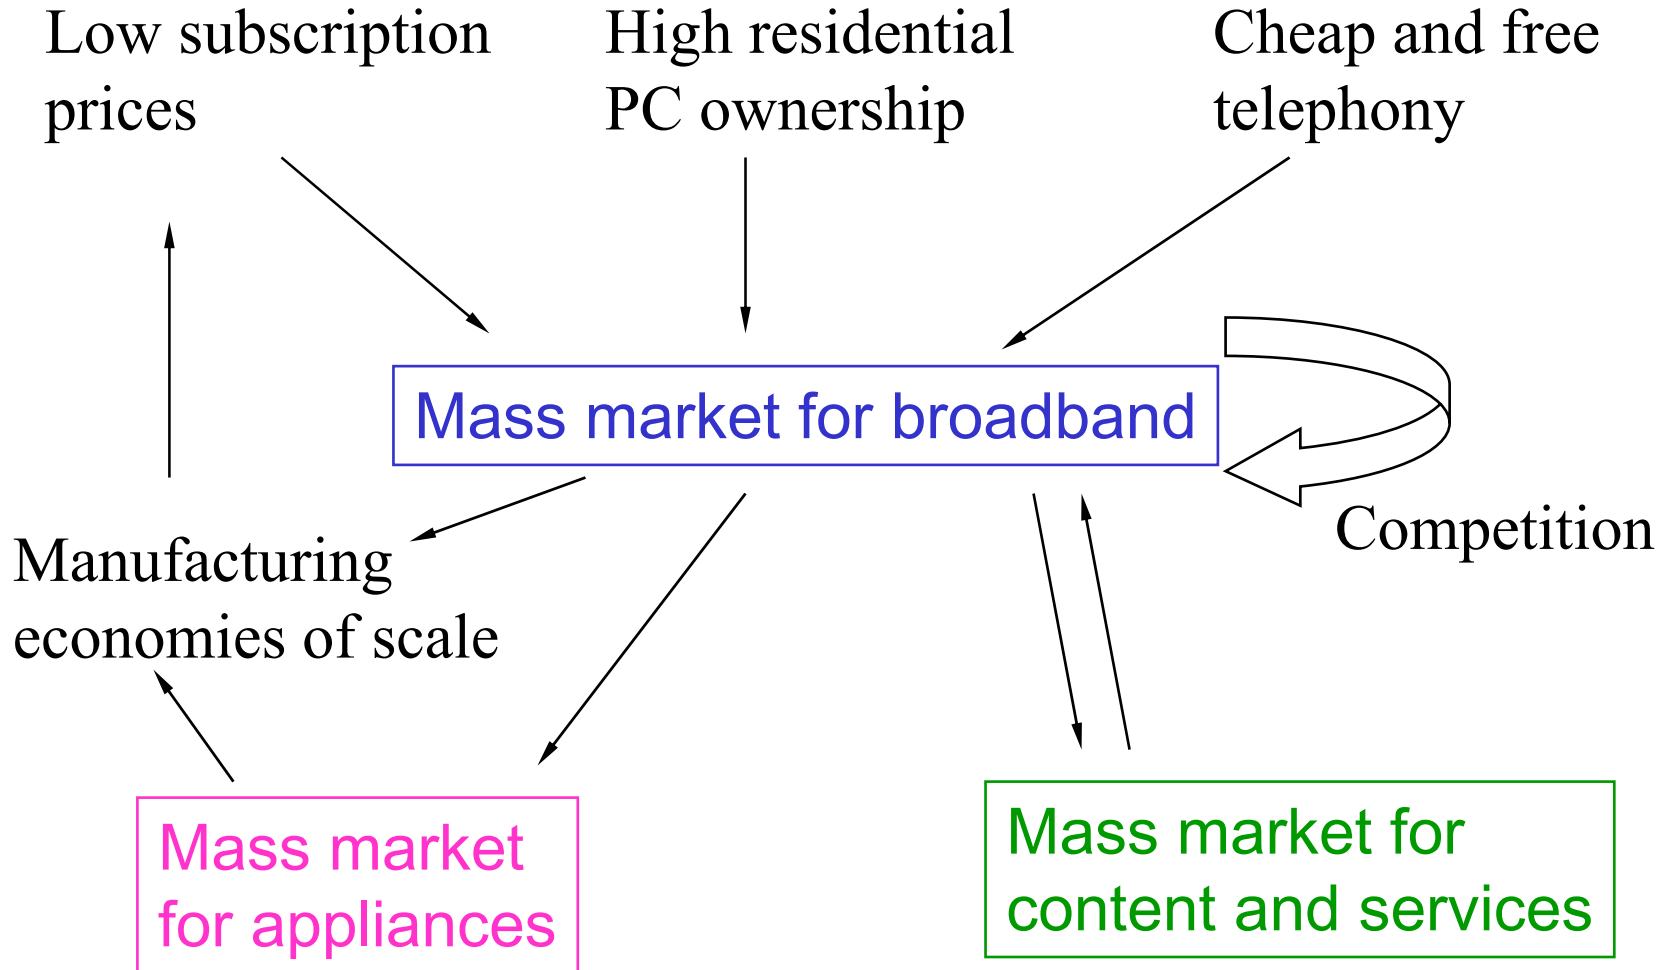 Low subscription
prices
High residential
PC ownership
Cheap and free
telephony
Mass market for broadband
Competition
Manufacturing
economies of scale
Mass market
for appliances
Mass market for
content and services